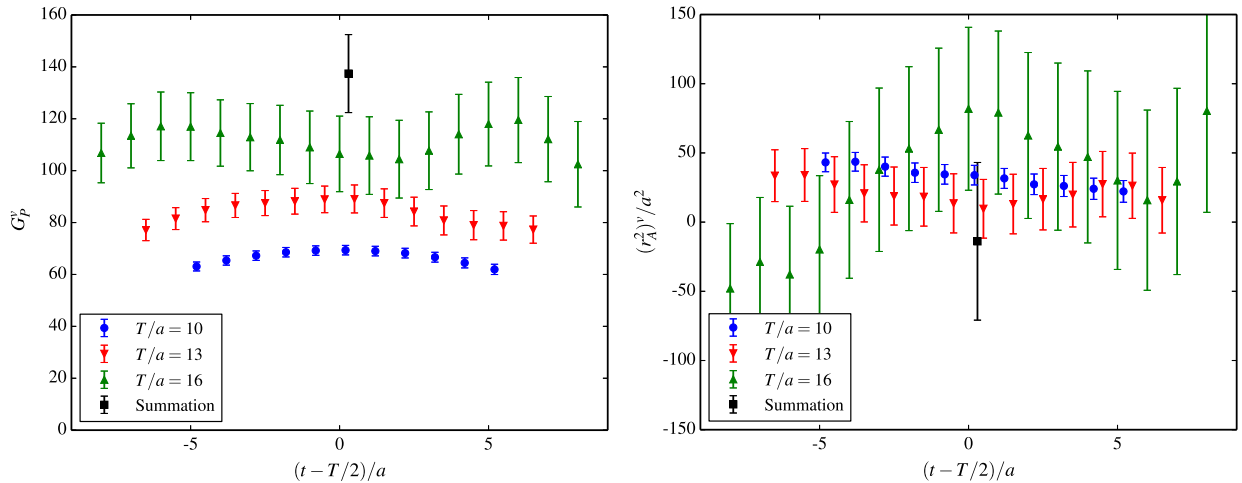 160
140
120
100
80
60
40
20
0
G_P^v
T/a = 10
T/a = 13
T/a = 16
Summation
-5 0 5
(t − T/2)/a
150
100
50
0
-50
-100
-150
(r_A^2)^v/a^2
T/a = 10
T/a = 13
T/a = 16
Summation
-5 0 5
(t − T/2)/a